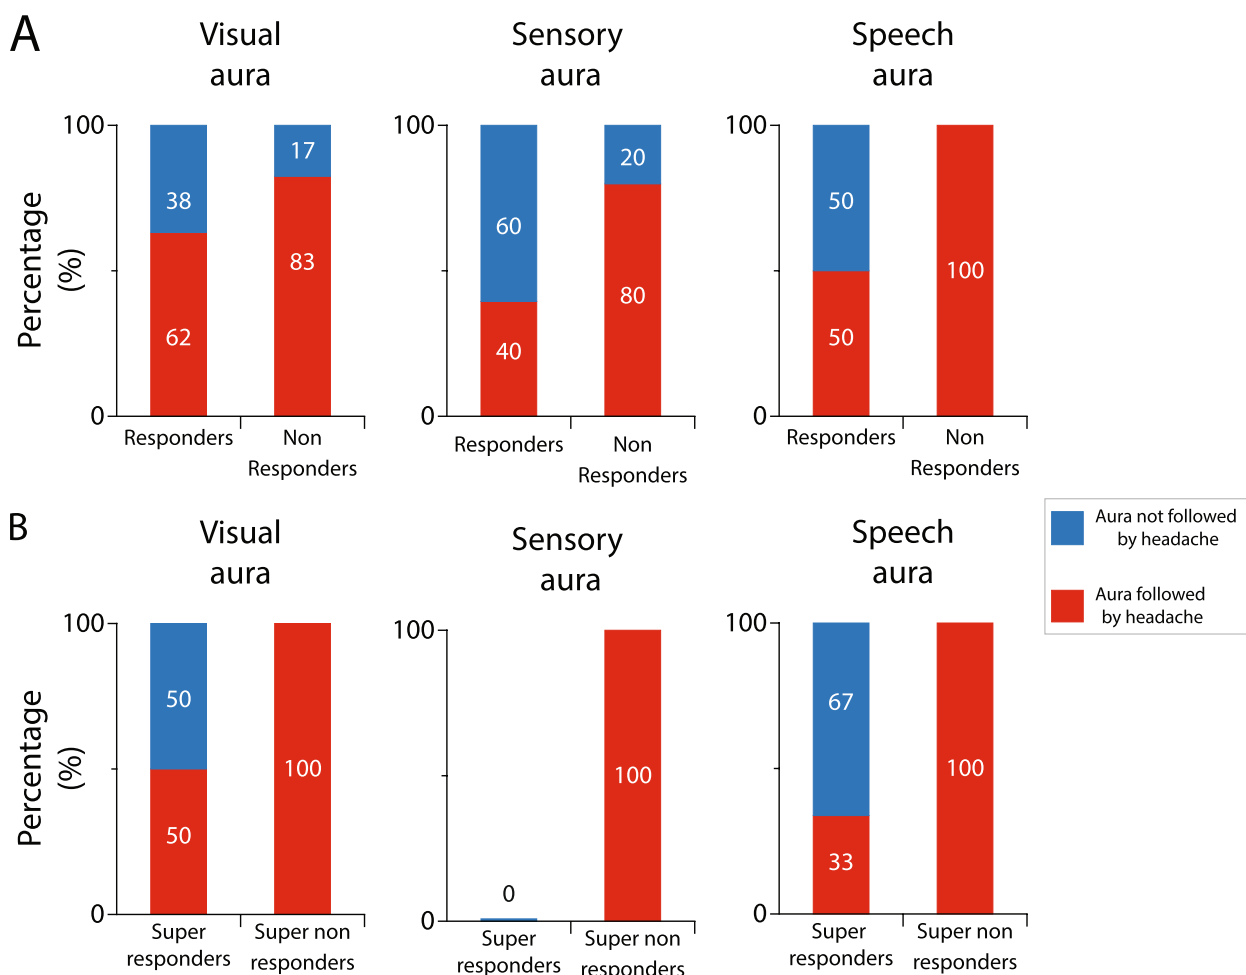 A
Visual
aura
Sensory
aura
Speech
aura
Percentage
(%)
100
0
38
62
17
83
Responders
Non
Responders
100
0
60
40
20
80
Responders
Non
Responders
100
0
50
50
100
Responders
Non
Responders
Aura not followed
by headache
Aura followed
by headache
B
Visual
aura
Sensory
aura
Speech
aura
Percentage
(%)
100
0
50
50
100
Super
responders
Super non
responders
100
0
0
100
Super
responders
Super non
responders
100
0
67
33
100
Super
responders
Super non
responders